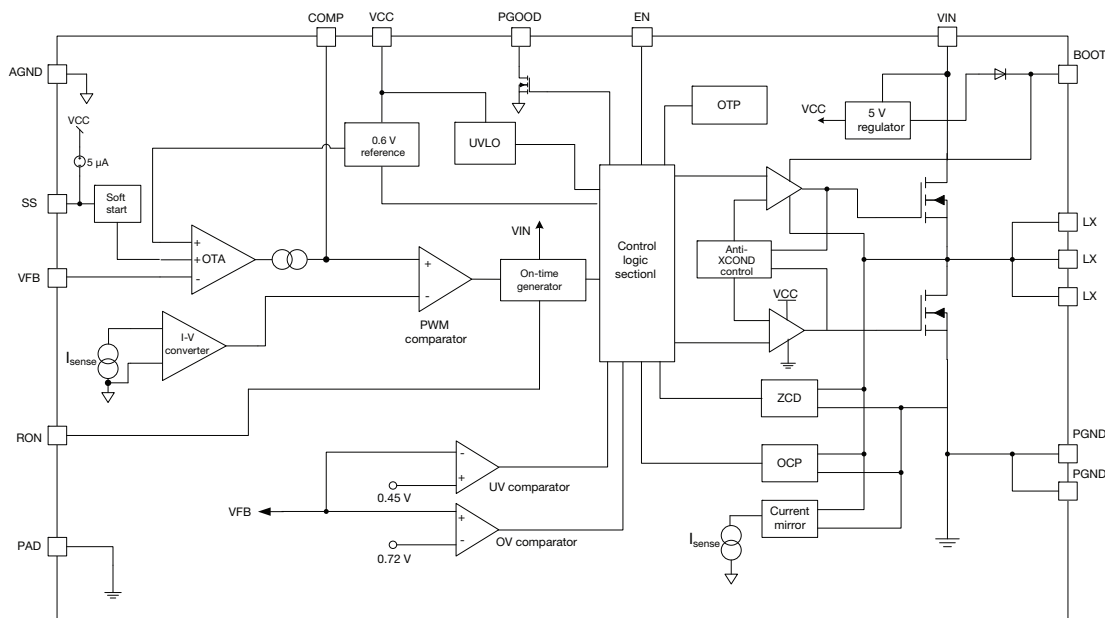 COMP
VCC
PGOOD
EN
VIN
BOOT
AGND
VCC
5 µA
0.6 V
reference
UVLO
OTP
VCC
5 V
regulator
SS
Soft
start
VFB
+
+
-
OTA
VIN
+
-
PWM
comparator
On-time
generator
Control
logic
sectionl
Anti-
XCOND
control
VCC
LX
LX
LX
Isense
I-V
converter
RON
ZCD
OCP
Current
mirror
Isense
PGND
PGND
-
+
UV comparator
0.45 V
VFB
+
-
OV comparator
0.72 V
PAD